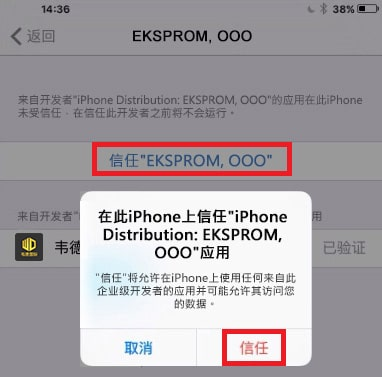 14:36
38%
返回
EKSPROM, OOO
来自开发者"iPhone Distribution: EKSPROM, OOO"的应用在此iPhone
未受信任。在信任此开发者之前将不会运行。
信任"EKSPROM, OOO"
在此iPhone上信任"iPhone
Distribution: EKSPROM,
OOO"应用
"信任"将允许在iPhone上使用任何来自此
企业级开发者的应用并可能允许其访问您
的数据。
取消
信任
用
韦德
已验证